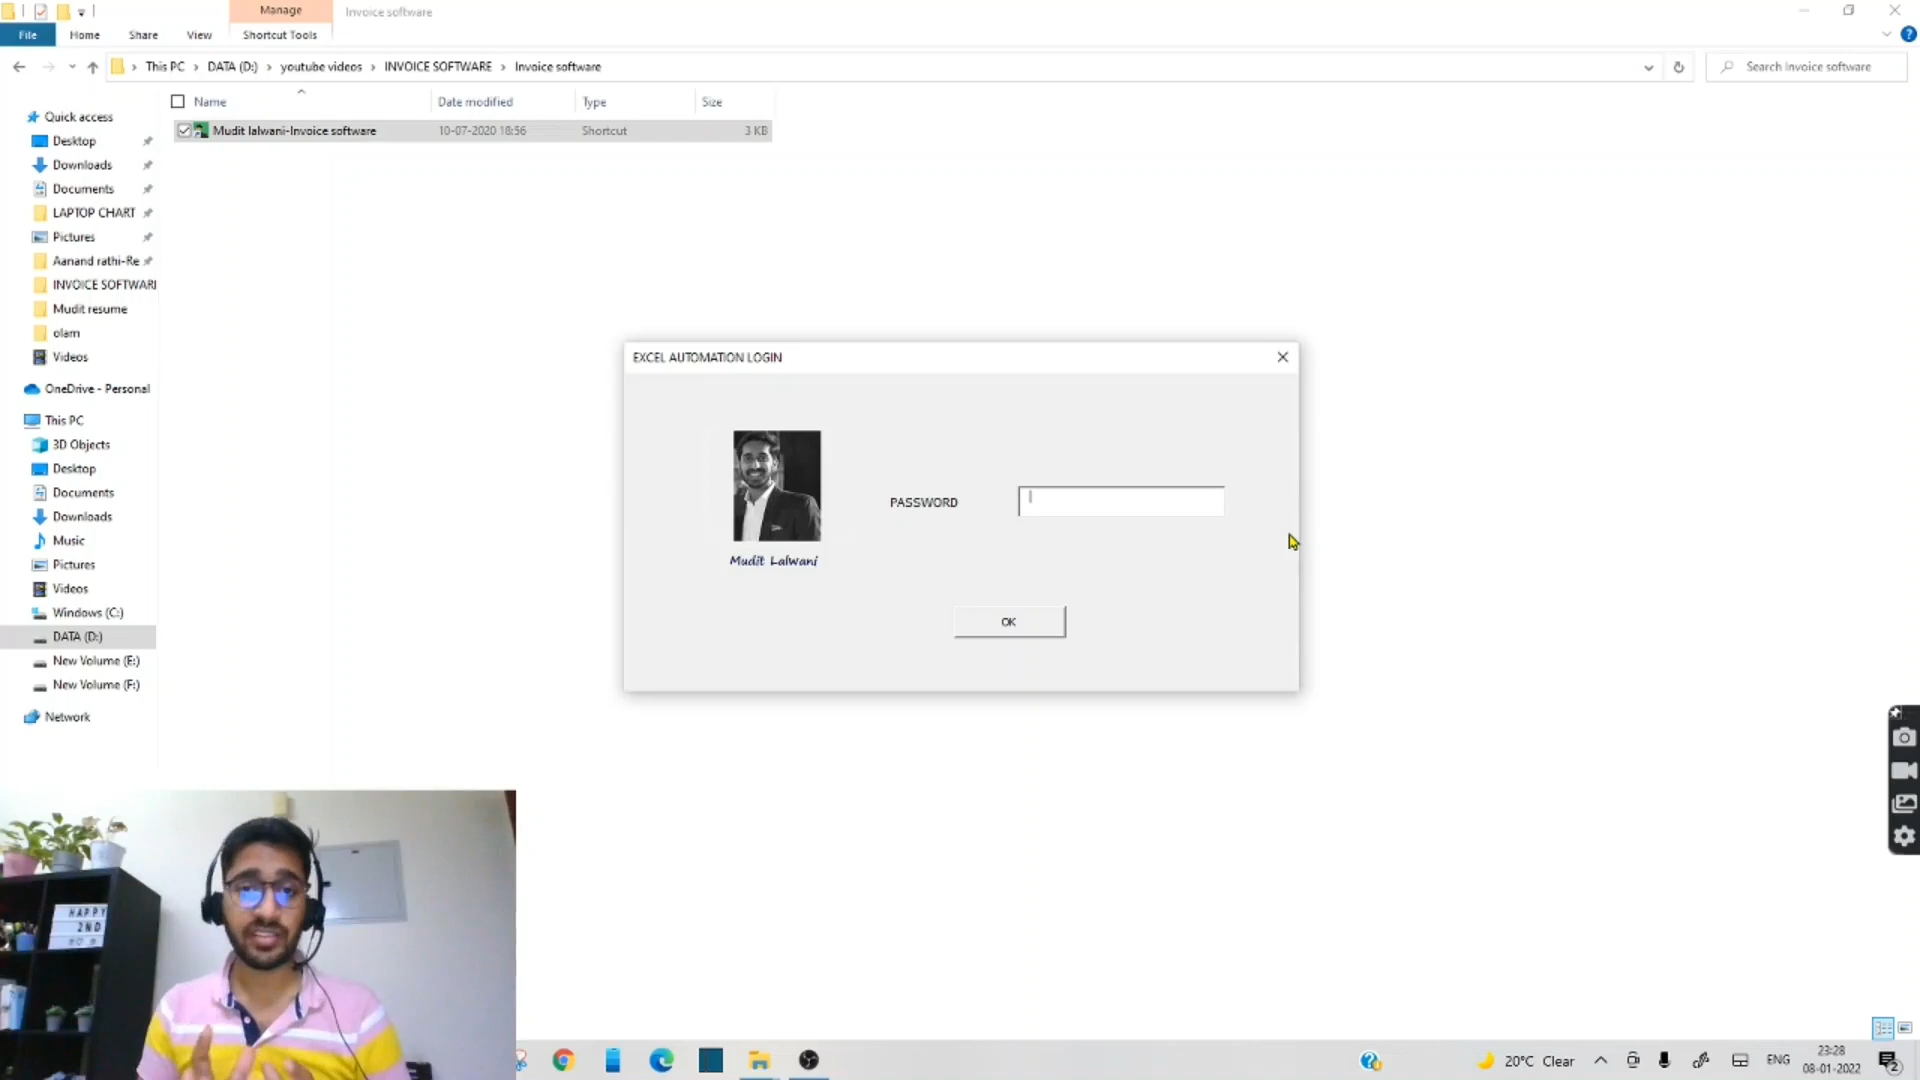 Manage
Invoice software
File
Home
Share
View
Shortcut Tools
This PC
DATA (D:)
youtube videos
INVOICE SOFTWARE
Invoice software
Search Invoice software
Name
Date modified
Type
Size
Mudit lalwani-Invoice software
10-07-2020 18:56
Shortcut
3 KB
Quick access
Desktop
Downloads
Documents
LAPTOP CHART
Pictures
Aanand rathi-Re
INVOICE SOFTWARE
Mudit resume
olam
Videos
OneDrive - Personal
This PC
3D Objects
Desktop
Documents
Downloads
Music
Pictures
Videos
Windows (C:)
DATA (D:)
New Volume (E:)
New Volume (F:)
Network
EXCEL AUTOMATION LOGIN
PASSWORD
Mudit Lalwani
OK
HAPPY
2ND
20°C Clear
ENG
23:28
08-01-2022
2